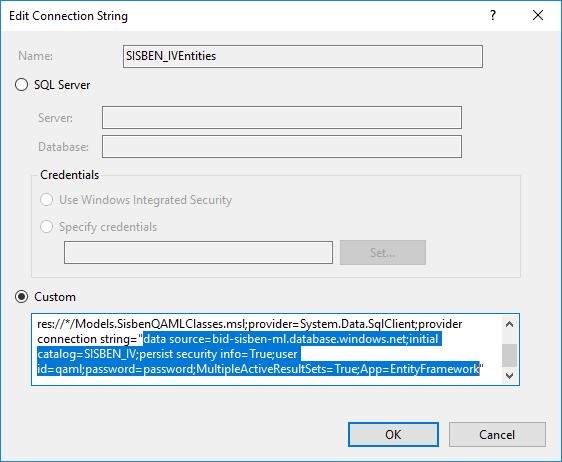 Edit Connection String
Name:
SISBEN_IVEntities
SQL Server
Server:
Database:
Credentials
Use Windows Integrated Security
Specify credentials
Set...
Custom
res://*/Models.SisbenQAMLClasses.msl;provider=System.Data.SqlClient;provider
connection string="data source=bid-sisben-ml.database.windows.net;initial
catalog=SISBEN_IV;persist security info=True;user
id=qaml;password=password;MultipleActiveResultSets=True;App=EntityFramework"
OK
Cancel